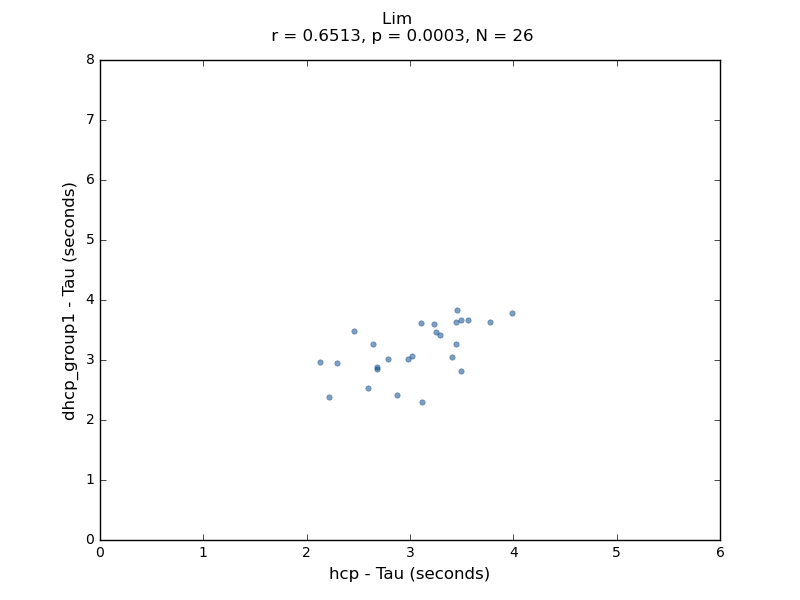 Lim
r = 0.6513, p = 0.0003, N = 26
8
7
6
5
4
3
2
1
0
dhcp_group1 - Tau (seconds)
0 1 2 3 4 5 6
hcp - Tau (seconds)